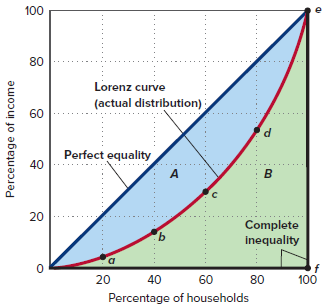 100
80
60
40
20
0
Percentage of income
Lorenz curve
(actual distribution)
Perfect equality
A
B
Complete
inequality
a
b
c
d
e
f
20
40
60
80
100
Percentage of households